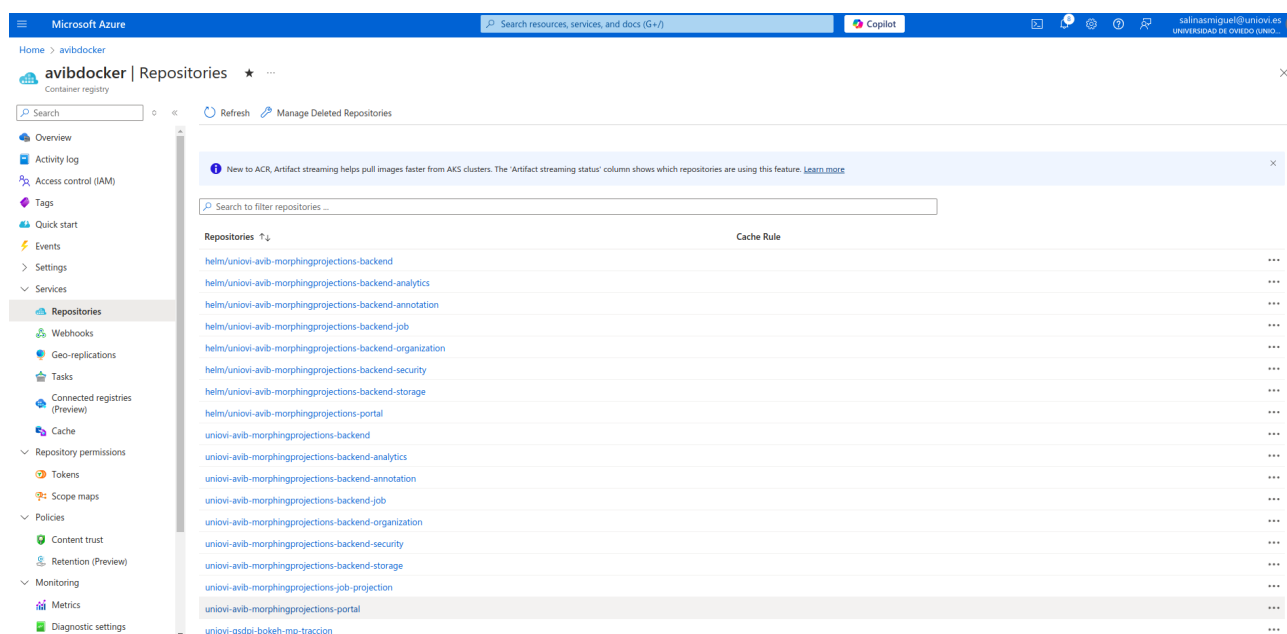 Microsoft Azure
Search resources, services, and docs (G+/)
Copilot
8
salinasmiguel@uniovi.es
UNIVERSIDAD DE OVIEDO (UNIO...
Home > avibdocker
avibdocker | Repositories
Container registry
Search
Refresh
Manage Deleted Repositories
Overview
Activity log
Access control (IAM)
Tags
Quick start
Events
Settings
Services
Repositories
Webhooks
Geo-replications
Tasks
Connected registries
(Preview)
Cache
Repository permissions
Tokens
Scope maps
Policies
Content trust
Retention (Preview)
Monitoring
Metrics
Diagnostic settings
New to ACR, Artifact streaming helps pull images faster from AKS clusters. The 'Artifact streaming status' column shows which repositories are using this feature. Learn more
Search to filter repositories ...
Repositories ↑↓ Cache Rule
helm/uniovi-avib-morphingprojections-backend
helm/uniovi-avib-morphingprojections-backend-analytics
helm/uniovi-avib-morphingprojections-backend-annotation
helm/uniovi-avib-morphingprojections-backend-job
helm/uniovi-avib-morphingprojections-backend-organization
helm/uniovi-avib-morphingprojections-backend-security
helm/uniovi-avib-morphingprojections-backend-storage
helm/uniovi-avib-morphingprojections-portal
uniovi-avib-morphingprojections-backend
uniovi-avib-morphingprojections-backend-analytics
uniovi-avib-morphingprojections-backend-annotation
uniovi-avib-morphingprojections-backend-job
uniovi-avib-morphingprojections-backend-organization
uniovi-avib-morphingprojections-backend-security
uniovi-avib-morphingprojections-backend-storage
uniovi-avib-morphingprojections-job-projection
uniovi-avib-morphingprojections-portal
uniovi-gsdpi-bokeh-mp-traccion